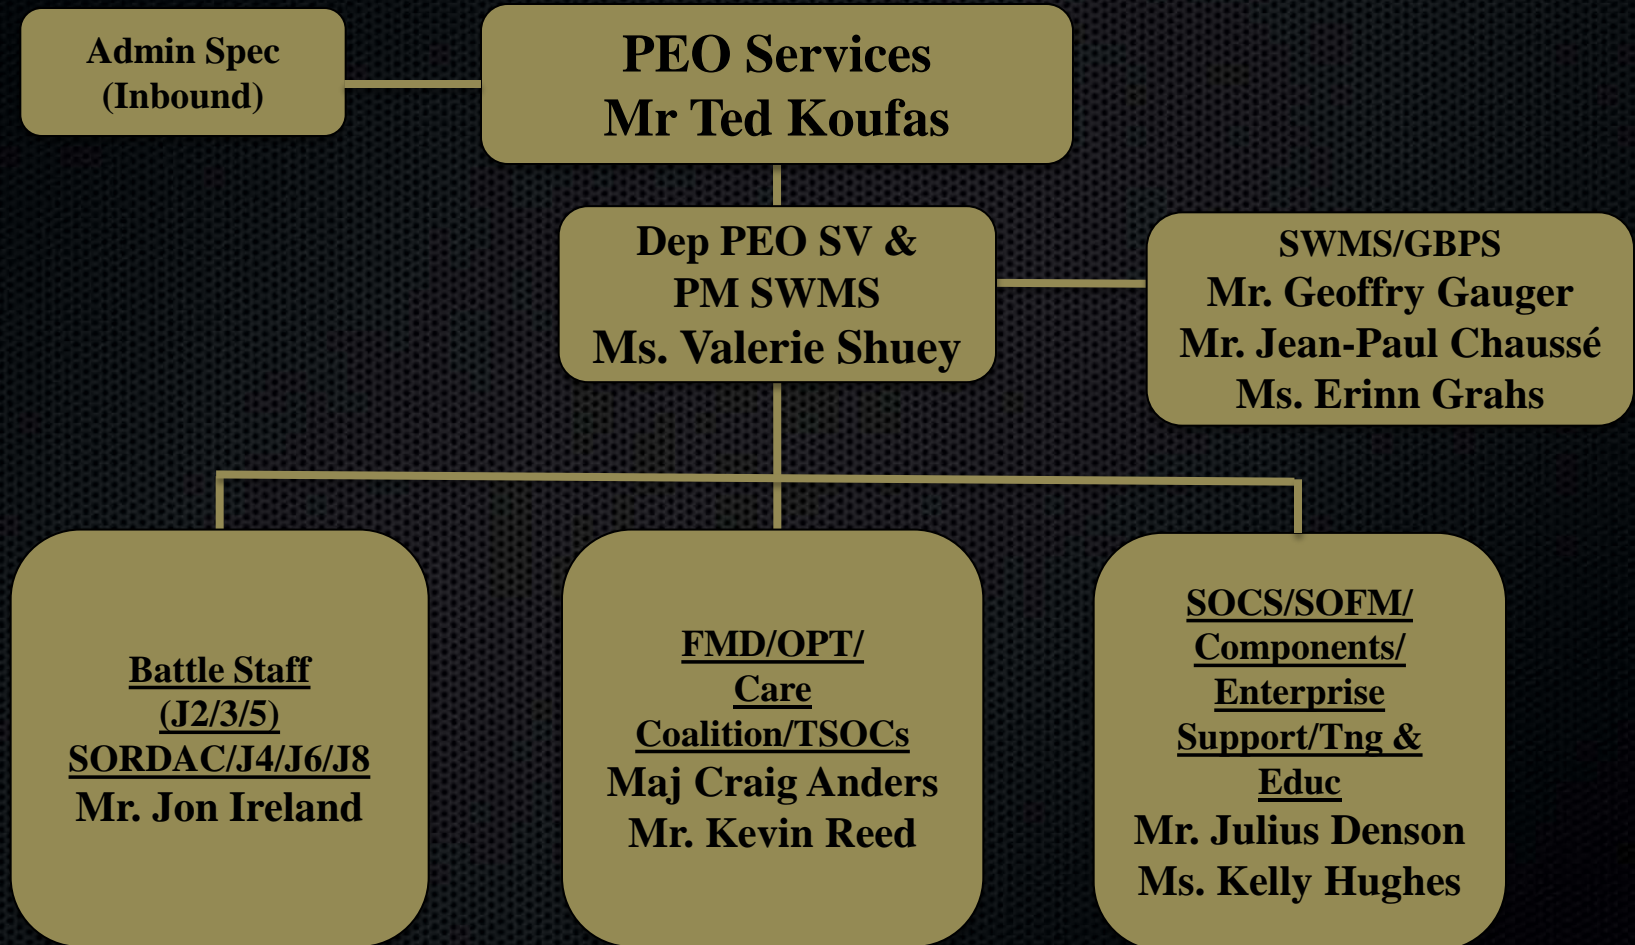 Admin Spec
(Inbound)
PEO Services
Mr Ted Koufas
Dep PEO SV &
PM SWMS
Ms. Valerie Shuey
SWMS/GBPS
Mr. Geoffry Gauger
Mr. Jean-Paul Chaussé
Ms. Erinn Grahs
Battle Staff
(J2/3/5)
SORDAC/J4/J6/J8
Mr. Jon Ireland
FMD/OPT/
Care
Coalition/TSOCs
Maj Craig Anders
Mr. Kevin Reed
SOCS/SOFM/
Components/
Enterprise
Support/Tng &
Educ
Mr. Julius Denson
Ms. Kelly Hughes